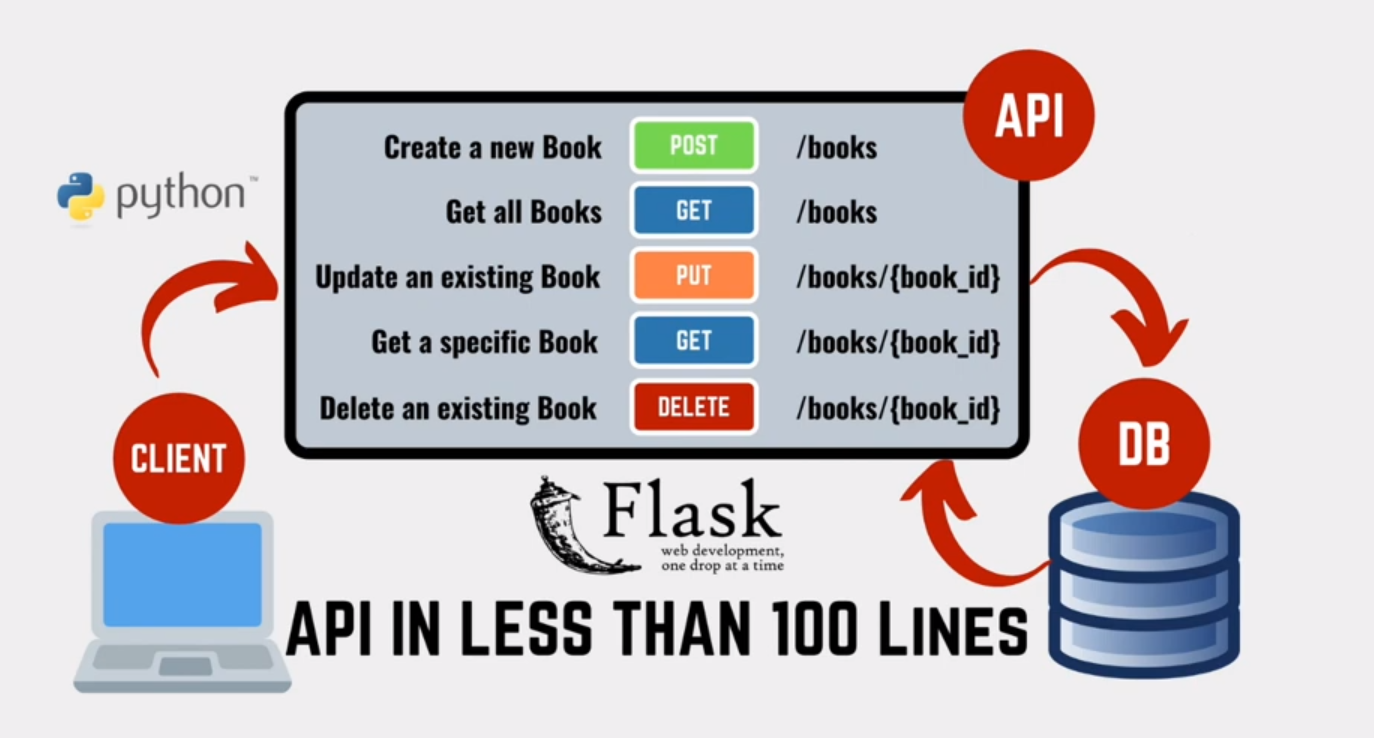 API
Create a new Book POST /books
python™
Get all Books GET /books
Update an existing Book PUT /books/{book_id}
Get a specific Book GET /books/{book_id}
Delete an existing Book DELETE /books/{book_id}
CLIENT
DB
Flask
web development,
one drop at a time
API IN LESS THAN 100 LINES